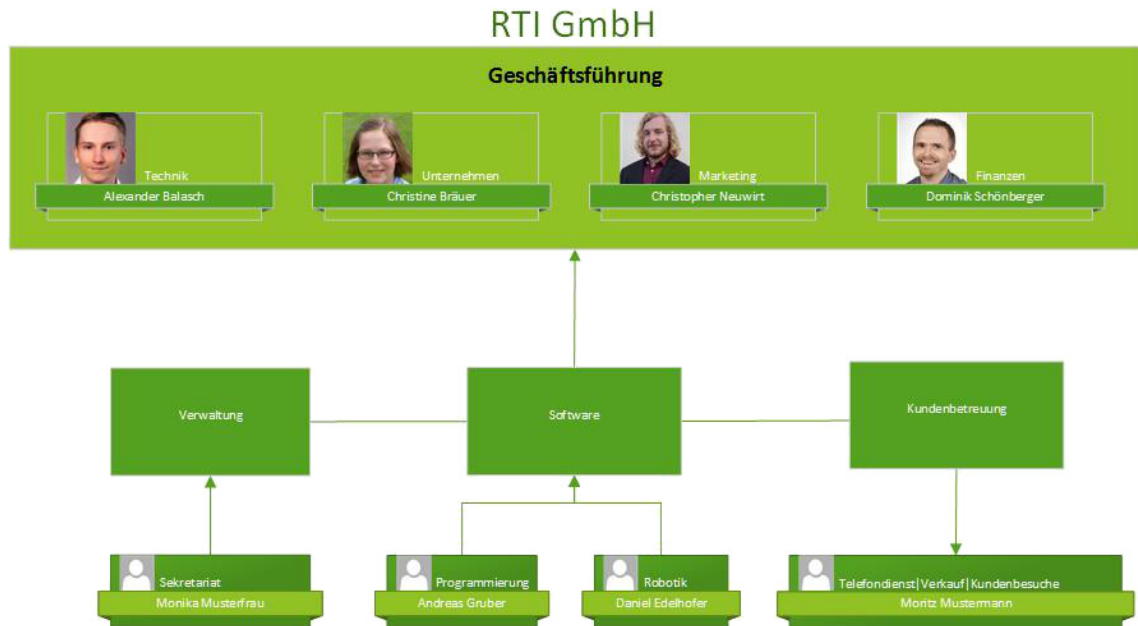 RTI GmbH
Geschäftsführung
Technik
Alexander Balasch
Unternehmen
Christine Bräuer
Marketing
Christopher Neuwirt
Finanzen
Dominik Schönberger
Verwaltung
Software
Kundenbetreuung
Sekretariat
Monika Musterfrau
Programmierung
Andreas Gruber
Robotik
Daniel Edelhofer
Telefondienst|Verkauf|Kundenbesuche
Moritz Mustermann